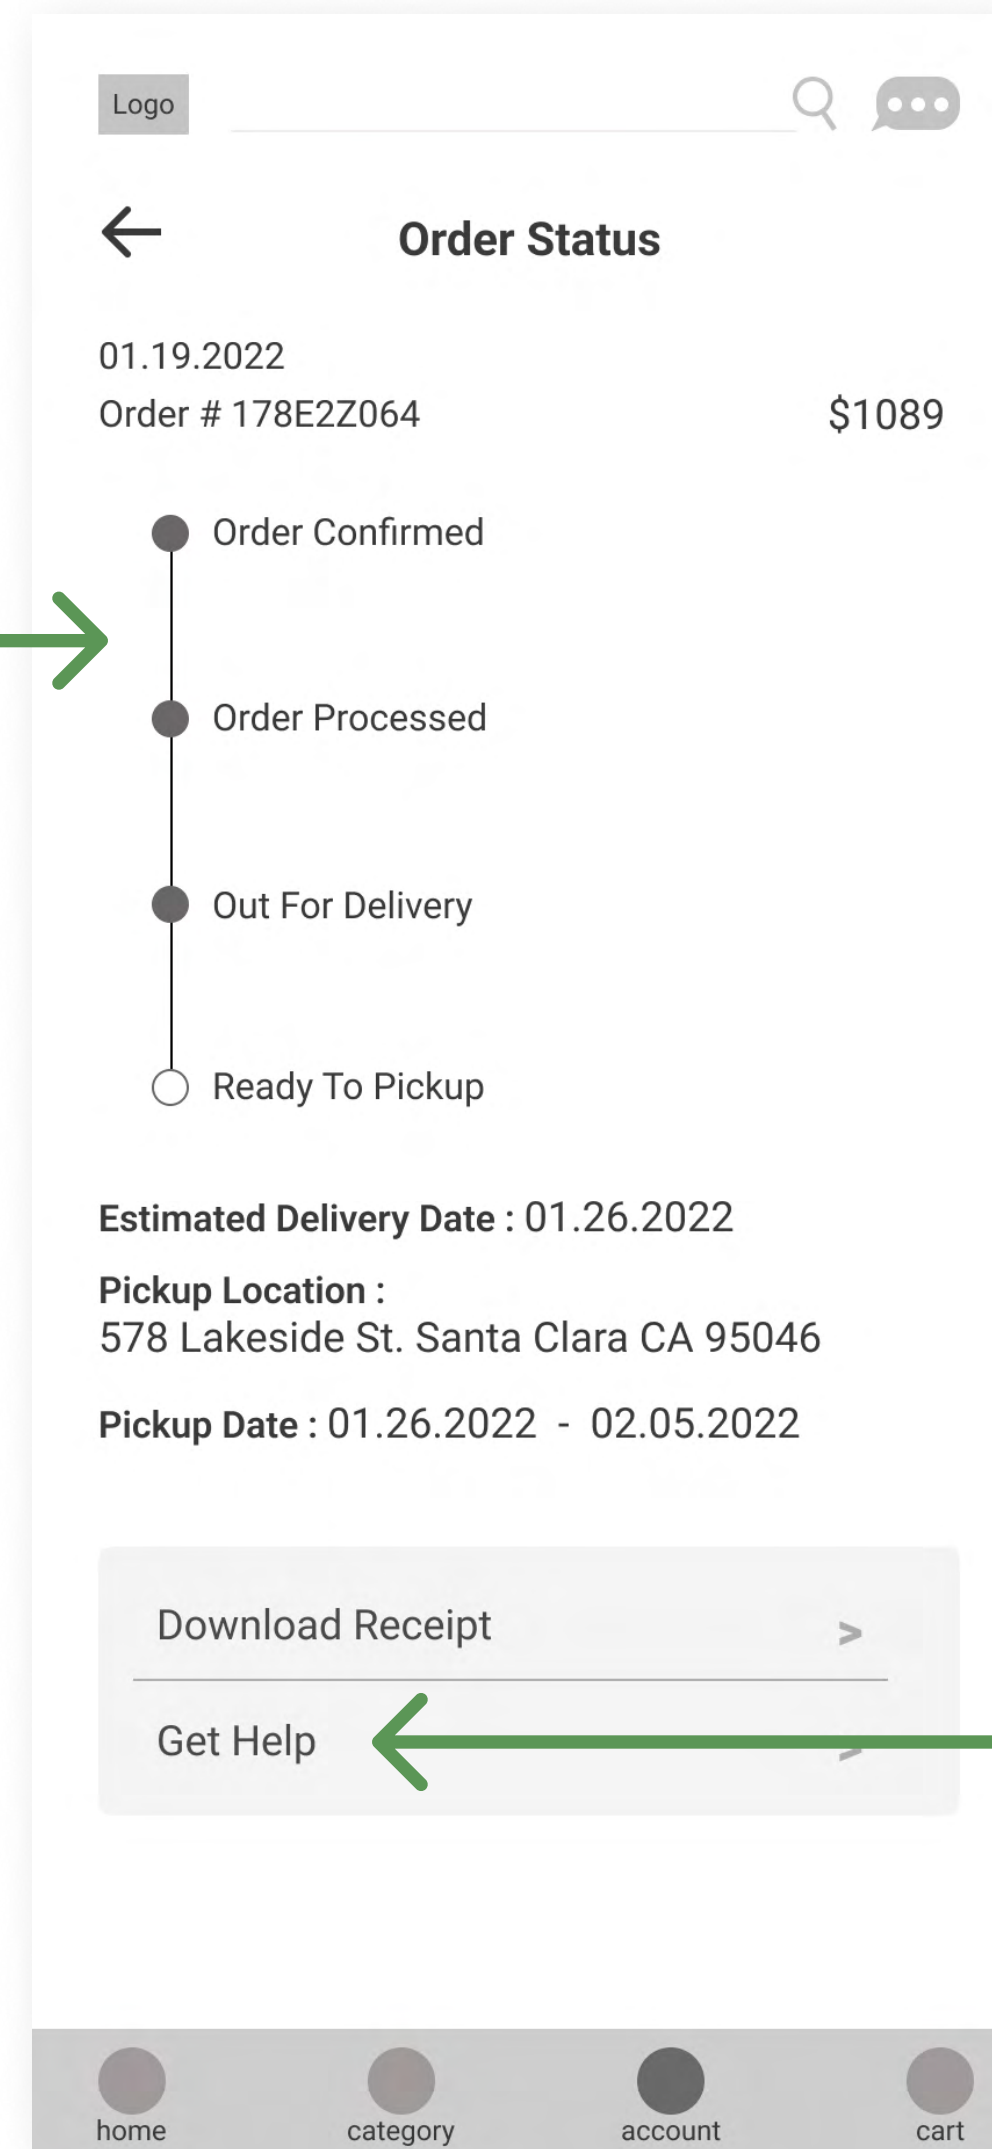 Logo
Order Status
01.19.2022
Order # 178E2Z064
$1089
Order Confirmed
Order Processed
Out For Delivery
Ready To Pickup
Estimated Delivery Date : 01.26.2022
Pickup Location :
578 Lakeside St. Santa Clara CA 95046
Pickup Date : 01.26.2022 - 02.05.2022
Download Receipt >
Get Help >
home category account cart